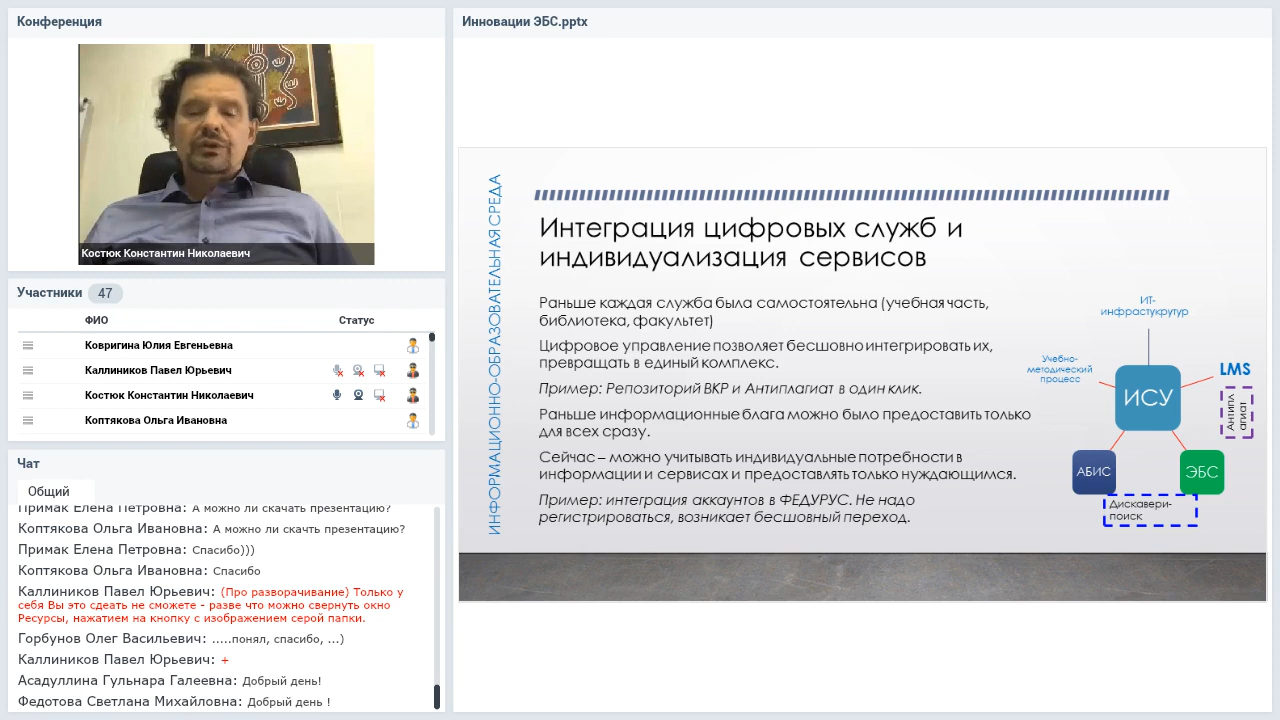 Конференция
Костюк Константин Николаевич
Участники 47
ФИО Статус
Ковригина Юлия Евгеньевна
Каллиников Павел Юрьевич
Костюк Константин Николаевич
Коптякова Ольга Ивановна
Чат
Общий
Примак Елена Петровна: А можно ли скачать презентацию?
Коптякова Ольга Ивановна: А можно ли скачть презентацию?
Примак Елена Петровна: Спасибо)))
Коптякова Ольга Ивановна: Спасибо
Каллиников Павел Юрьевич: (Про разворачивание) Только у
себя Вы это сдеать не сможете - разве что можно свернуть окно
Ресурсы, нажатием на кнопку с изображением серой папки.
Горбунов Олег Васильевич: .....понял, спасибо, ...)
Каллиников Павел Юрьевич: +
Асадуллина Гульнара Галеевна: Добрый день!
Федотова Светлана Михайловна: Добрый день !
Инновации ЭБС.pptx
ИНФОРМАЦИОННО-ОБРАЗОВАТЕЛЬНАЯ СРЕДА
Интеграция цифровых служб и
индивидуализация сервисов
Раньше каждая служба была самостоятельна (учебная часть,
библиотека, факультет)
Цифровое управление позволяет бесшовно интегрировать их,
превращать в единый комплекс.
Пример: Репозиторий ВКР и Антиплагиат в один клик.
Раньше информационные блага можно было предоставить только
для всех сразу.
Сейчас – можно учитывать индивидуальные потребности в
информации и сервисах и предоставлять только нуждающимся.
Пример: интеграция аккаунтов в ФЕДУРУС. Не надо
регистрироваться, возникает бесшовный переход.
ИТ-
инфрастукрутур
Учебно-
методический
процесс
LMS
ИСУ
Антипл
агиат
АБИС
ЭБС
Дискавери-
поиск